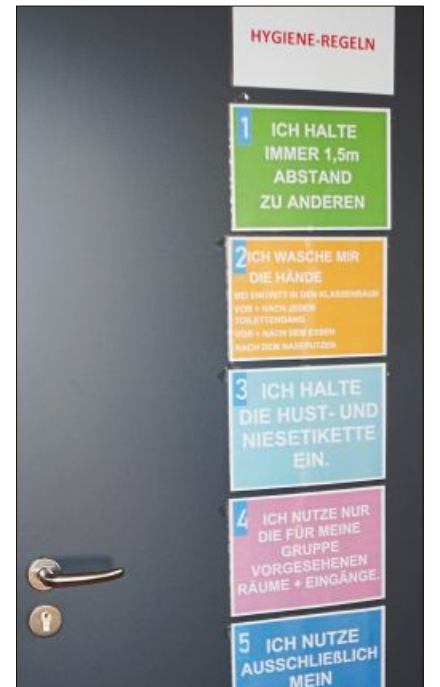 HYGIENE-REGELN
1 ICH HALTE
IMMER 1,5m
ABSTAND
ZU ANDEREN
2 ICH WASCHE MIR
DIE HÄNDE
BEI EINTRITT IN DEN KLASSENRAUM
VOR + NACH JEDEN
TOILETTENGANG
VOR + NACH DEM ESSEN
NACH DEM NASEPUTZEN
3 ICH HALTE
DIE HUST- UND
NIESETIKETTE
EIN.
4 ICH NUTZE NUR
DIE FÜR MEINE
GRUPPE
VORGESEHENEN
RÄUME + EINGÄNGE.
5 ICH NUTZE
AUSSCHLIEßLICH
MEIN